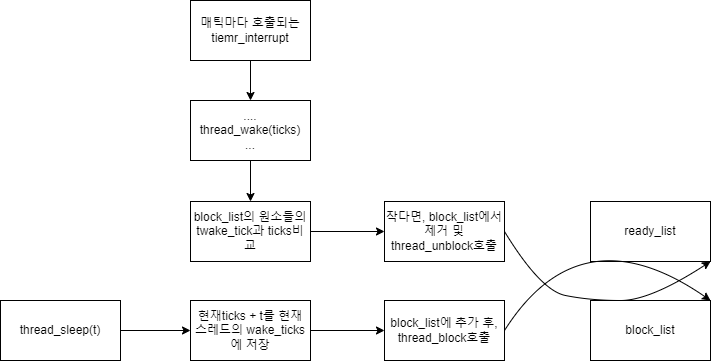 매틱마다 호출되는
tiemr_interrupt
....
thread_wake(ticks)
...
block_list의 원소들의
twake_tick과 ticks비
교
작다면, block_list에서
제거 및
thread_unblock호출
ready_list
thread_sleep(t)
현재ticks + t를 현재
스레드의 wake_ticks
에 저장
block_list에 추가 후,
thread_block호출
block_list